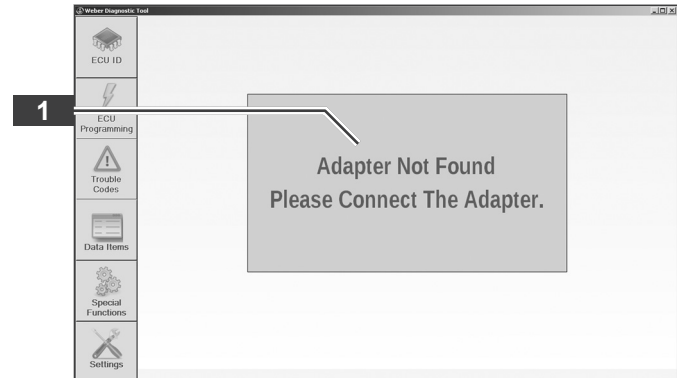 Weber Diagnostic Tool
ECU ID
1
ECU
Programming
Trouble
Codes
Data Items
Special
Functions
Settings
Adapter Not Found
Please Connect The Adapter.